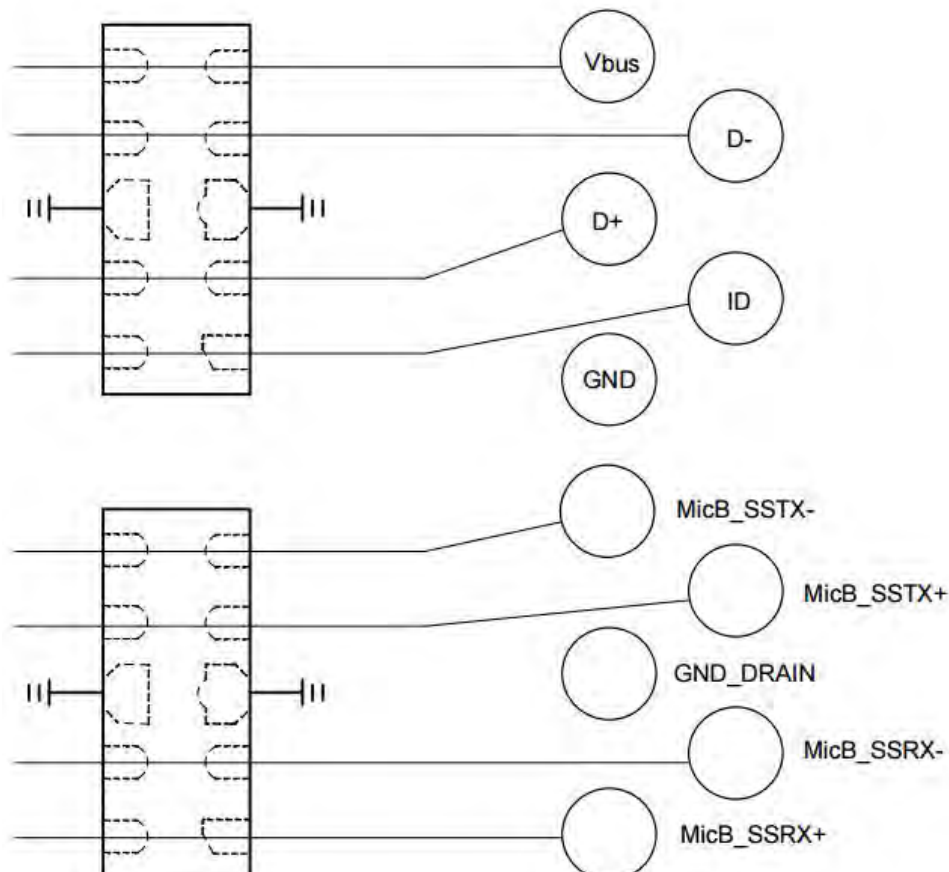 Vbus
D-
D+
ID
GND
MicB_SSTX-
MicB_SSTX+
GND_DRAIN
MicB_SSRX-
MicB_SSRX+